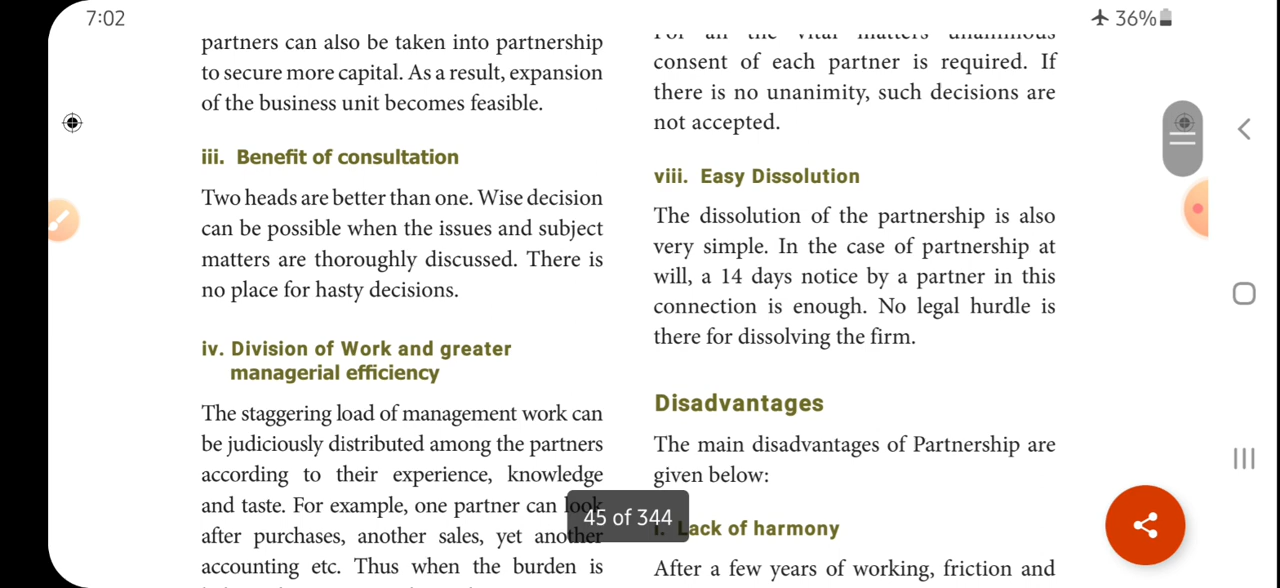 7:02
36%
partners can also be taken into partnership
to secure more capital. As a result, expansion
of the business unit becomes feasible.
iii. Benefit of consultation
Two heads are better than one. Wise decision
can be possible when the issues and subject
matters are thoroughly discussed. There is
no place for hasty decisions.
iv. Division of Work and greater
managerial efficiency
The staggering load of management work can
be judiciously distributed among the partners
according to their experience, knowledge
and taste. For example, one partner can look
after purchases, another sales, yet another
accounting etc. Thus when the burden is
For all the vital matters unanimous
consent of each partner is required. If
there is no unanimity, such decisions are
not accepted.
viii. Easy Dissolution
The dissolution of the partnership is also
very simple. In the case of partnership at
will, a 14 days notice by a partner in this
connection is enough. No legal hurdle is
there for dissolving the firm.
Disadvantages
The main disadvantages of Partnership are
given below:
i. Lack of harmony
After a few years of working, friction and
45 of 344